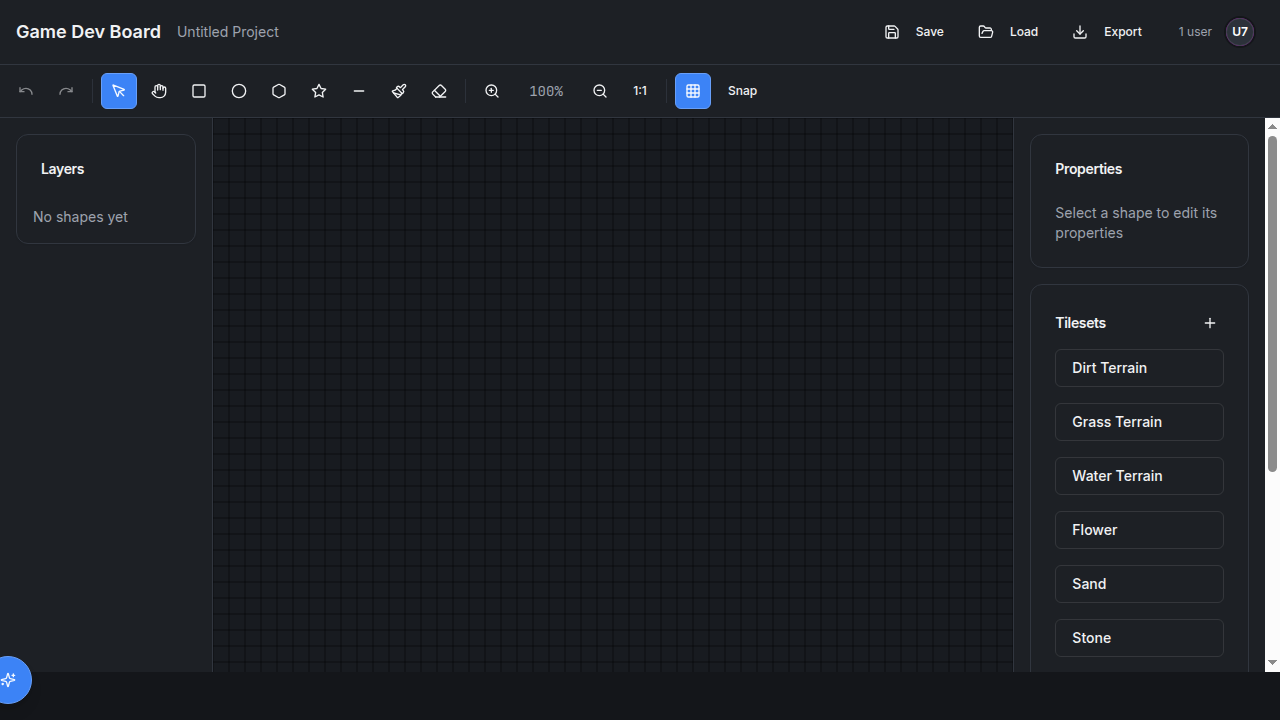 Game Dev Board
Untitled Project
Save
Load
Export
1 user
U7
100%
1:1
Snap
Layers
No shapes yet
Properties
Select a shape to edit its
properties
Tilesets
Dirt Terrain
Grass Terrain
Water Terrain
Flower
Sand
Stone